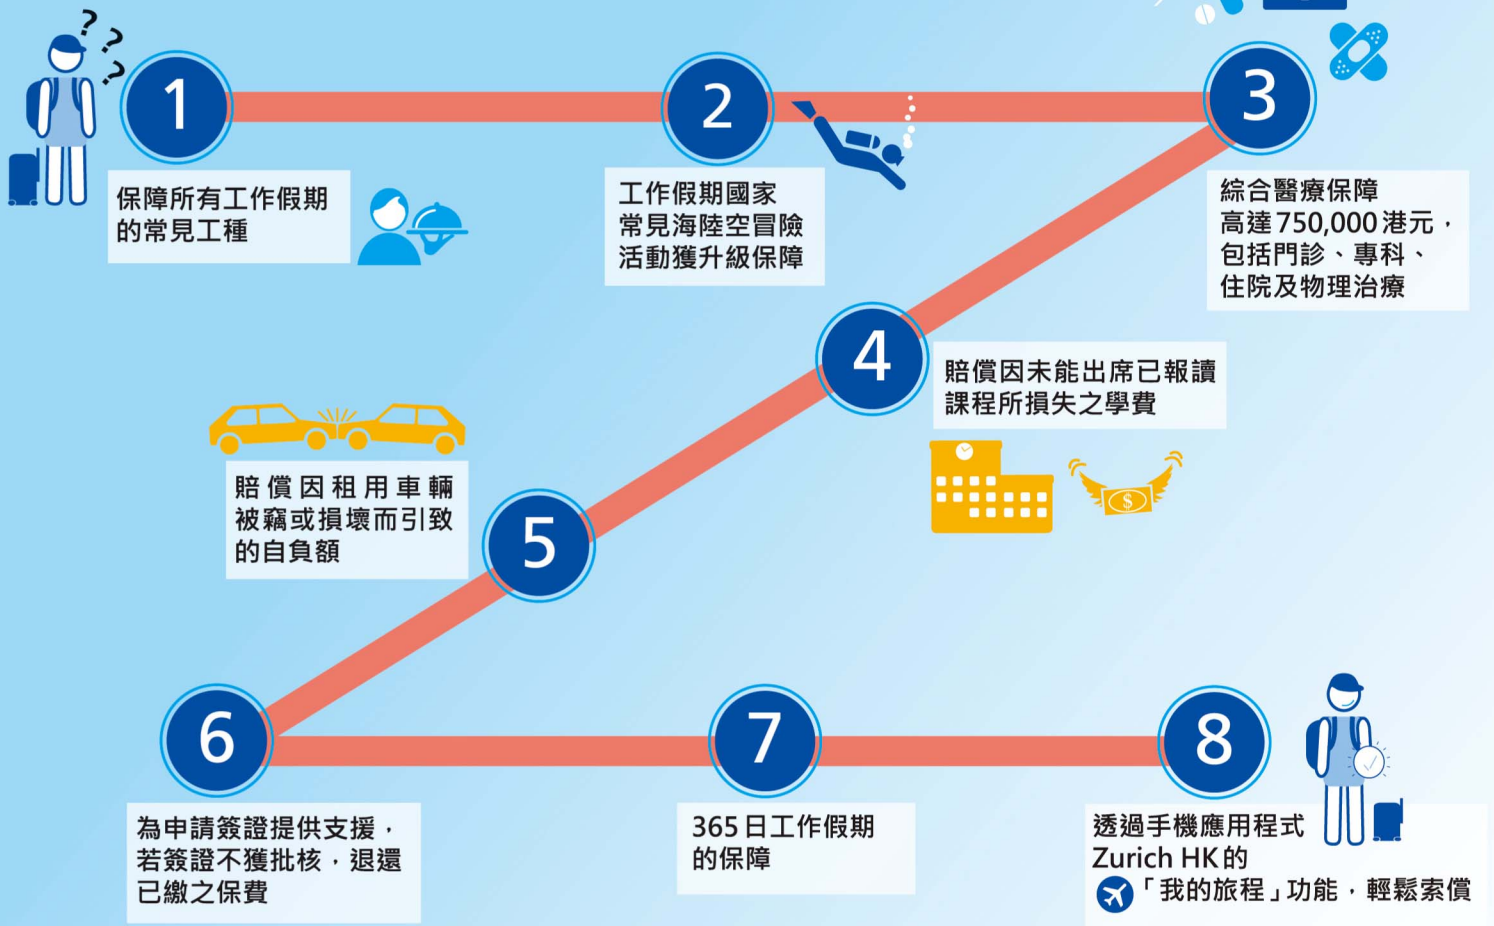 ???
1
保障所有工作假期
的常見工種
2
工作假期國家
常見海陸空冒險
活動獲升級保障
3
綜合醫療保障
高達750,000港元，
包括門診、專科、
住院及物理治療
4
賠償因未能出席已報讀
課程所損失之學費
$
5
賠償因租用車輛
被竊或損壞而引致
的自負額
6
為申請簽證提供支援，
若簽證不獲批核，退還
已繳之保費
7
365日工作假期
的保障
8
透過手機應用程式
Zurich HK的
「我的旅程」功能，輕鬆索償